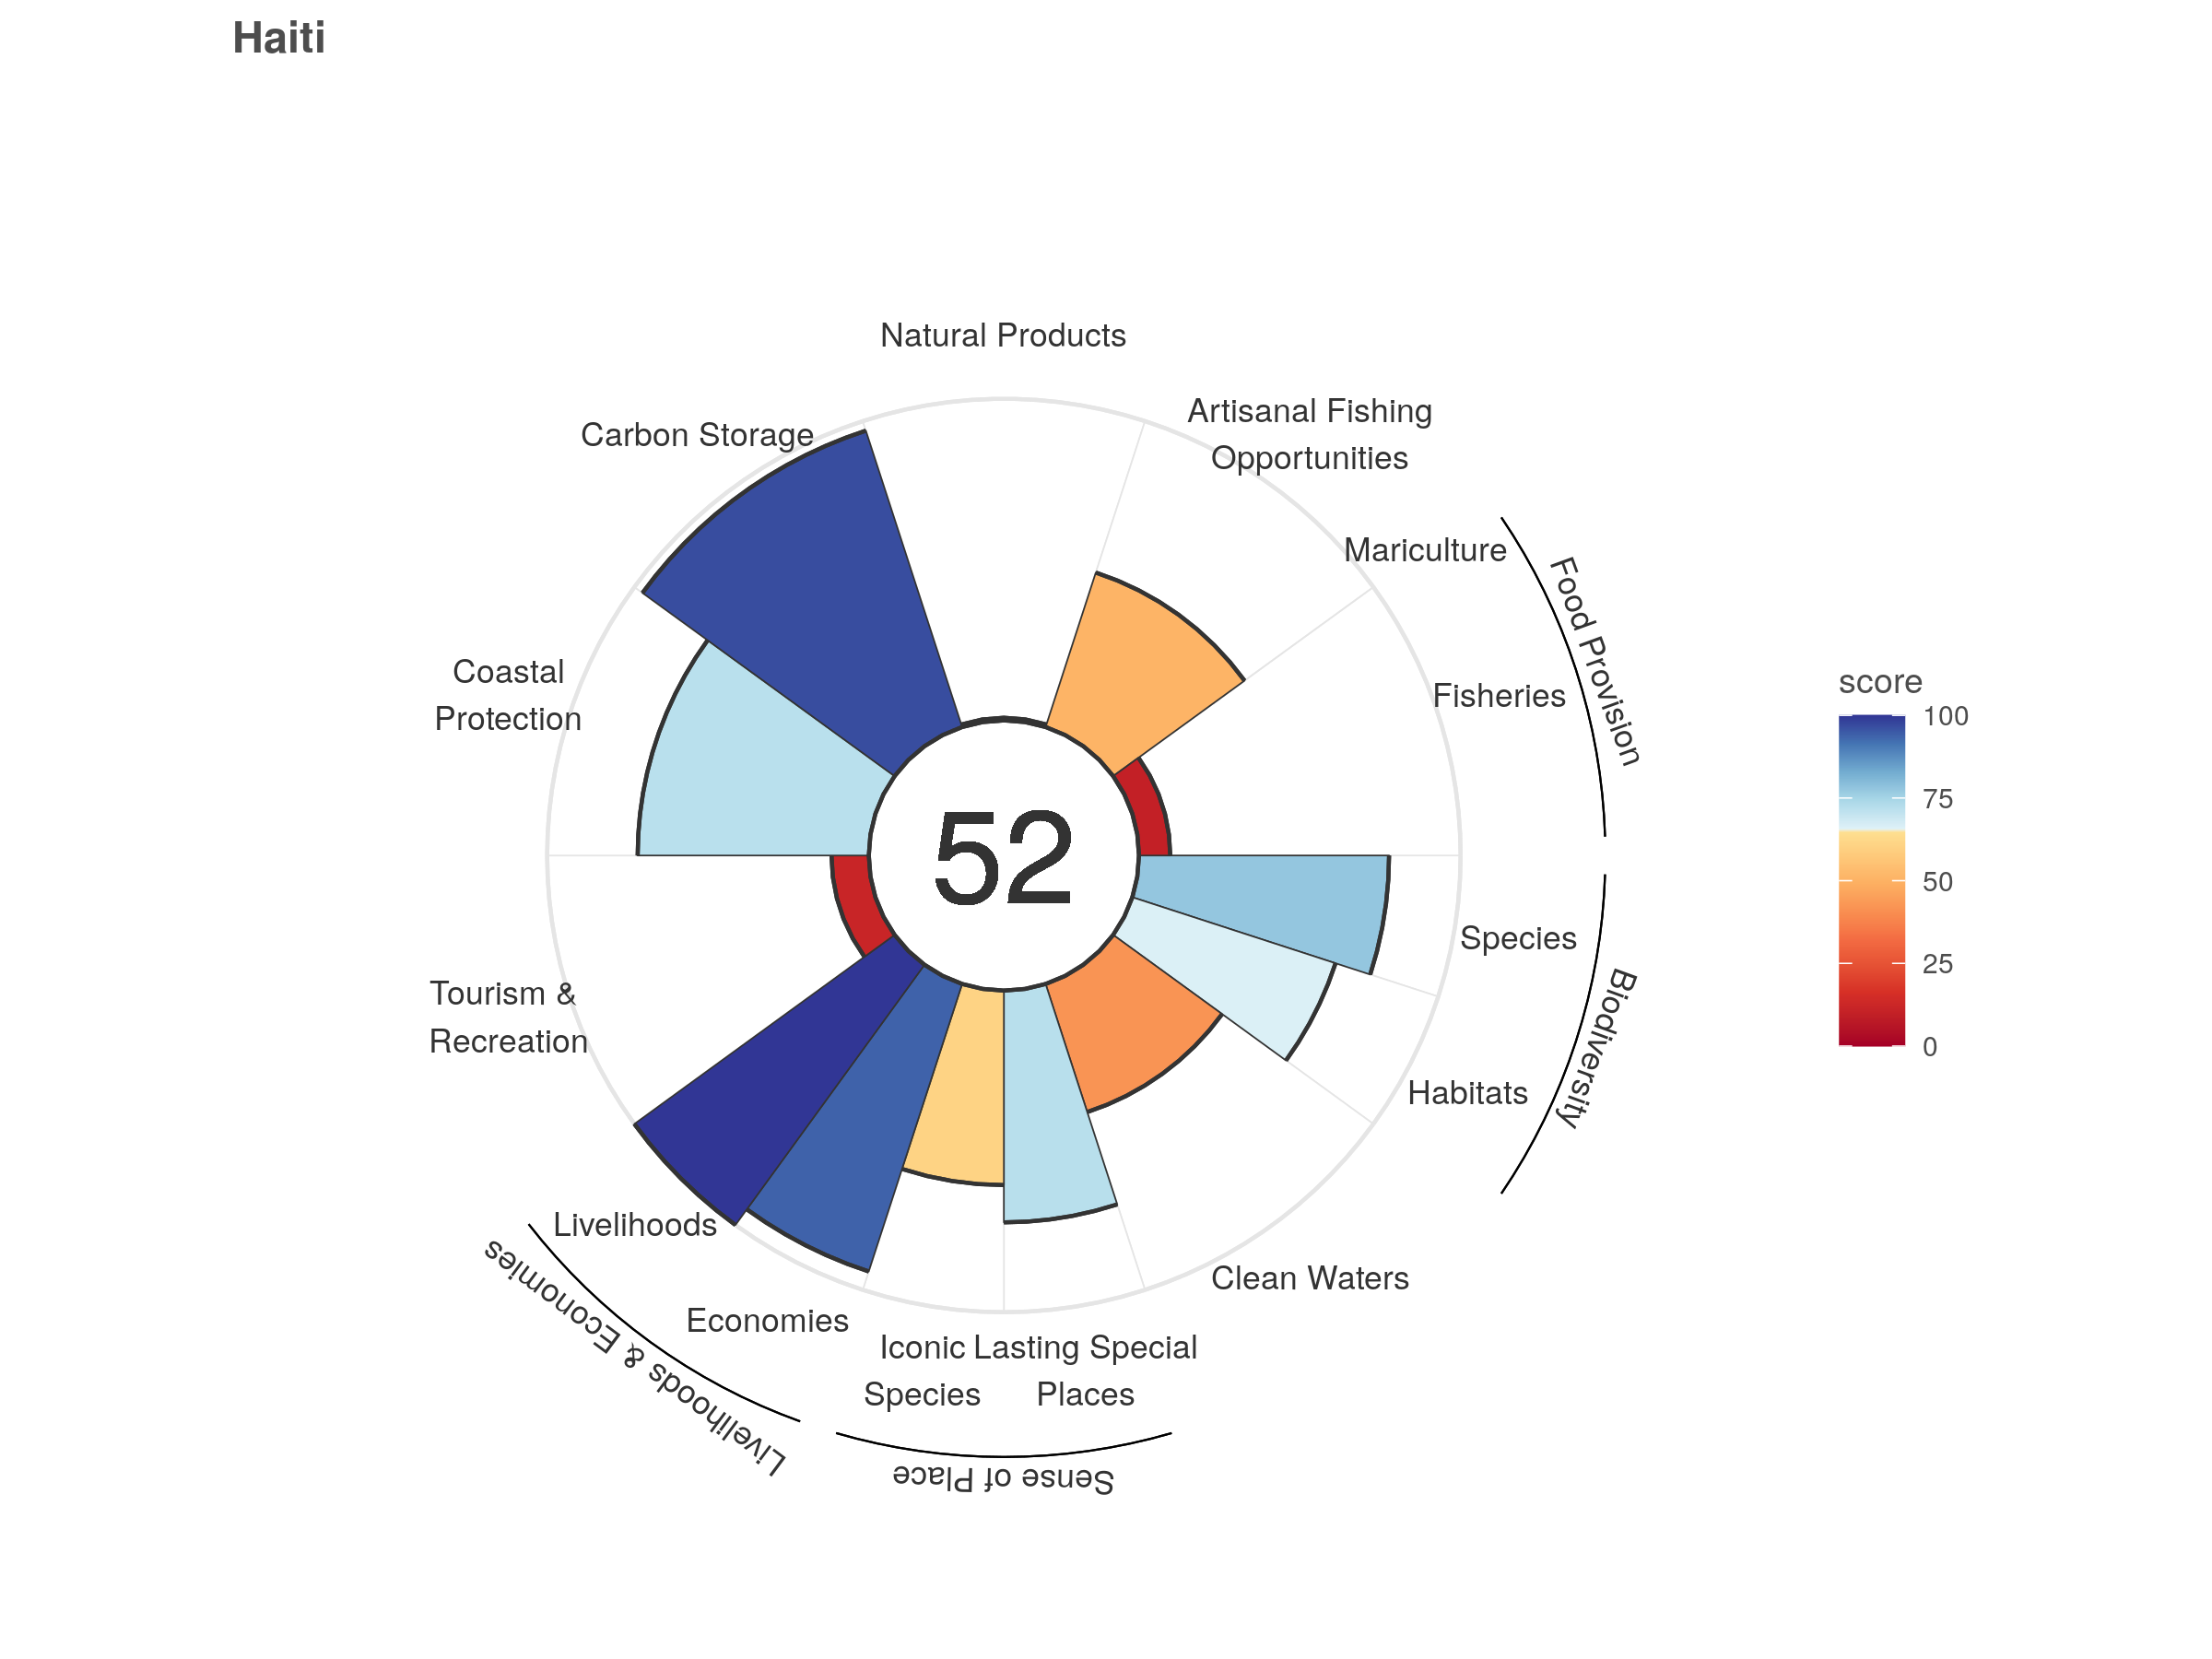 Haiti
Natural Products
Artisanal Fishing
Opportunities
Carbon Storage
Mariculture
Food Provision
Fisheries
Coastal
Protection
score
100
75
50
25
0
52
Species
Biodiversity
Tourism &
Recreation
Habitats
Livelihoods
Livelihoods & Economies
Clean Waters
Economies
Iconic
Species
Lasting Special
Places
Sense of Place